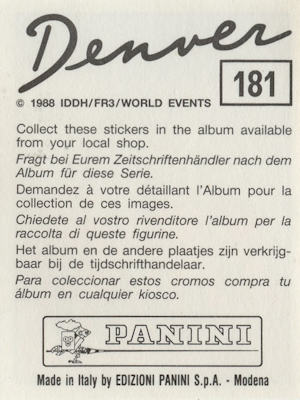 Denver
181
© 1988 IDDH/FR3/WORLD EVENTS
Collect these stickers in the album available
from your local shop.
Fragt bei Eurem Zeitschriftenhändler nach dem
Album für diese Serie.
Demandez à votre détaillant l'Album pour la
collection de ces images.
Chiedete al vostro rivenditore l'album per la
raccolta di queste figurine.
Het album en de andere plaatjes zijn verkrijg-
baar bij de tijdschrifthandelaar.
Para coleccionar estos cromos compra tu
álbum en cualquier kiosco.
PANINI
Made in Italy by EDIZIONI PANINI S.p.A. - Modena